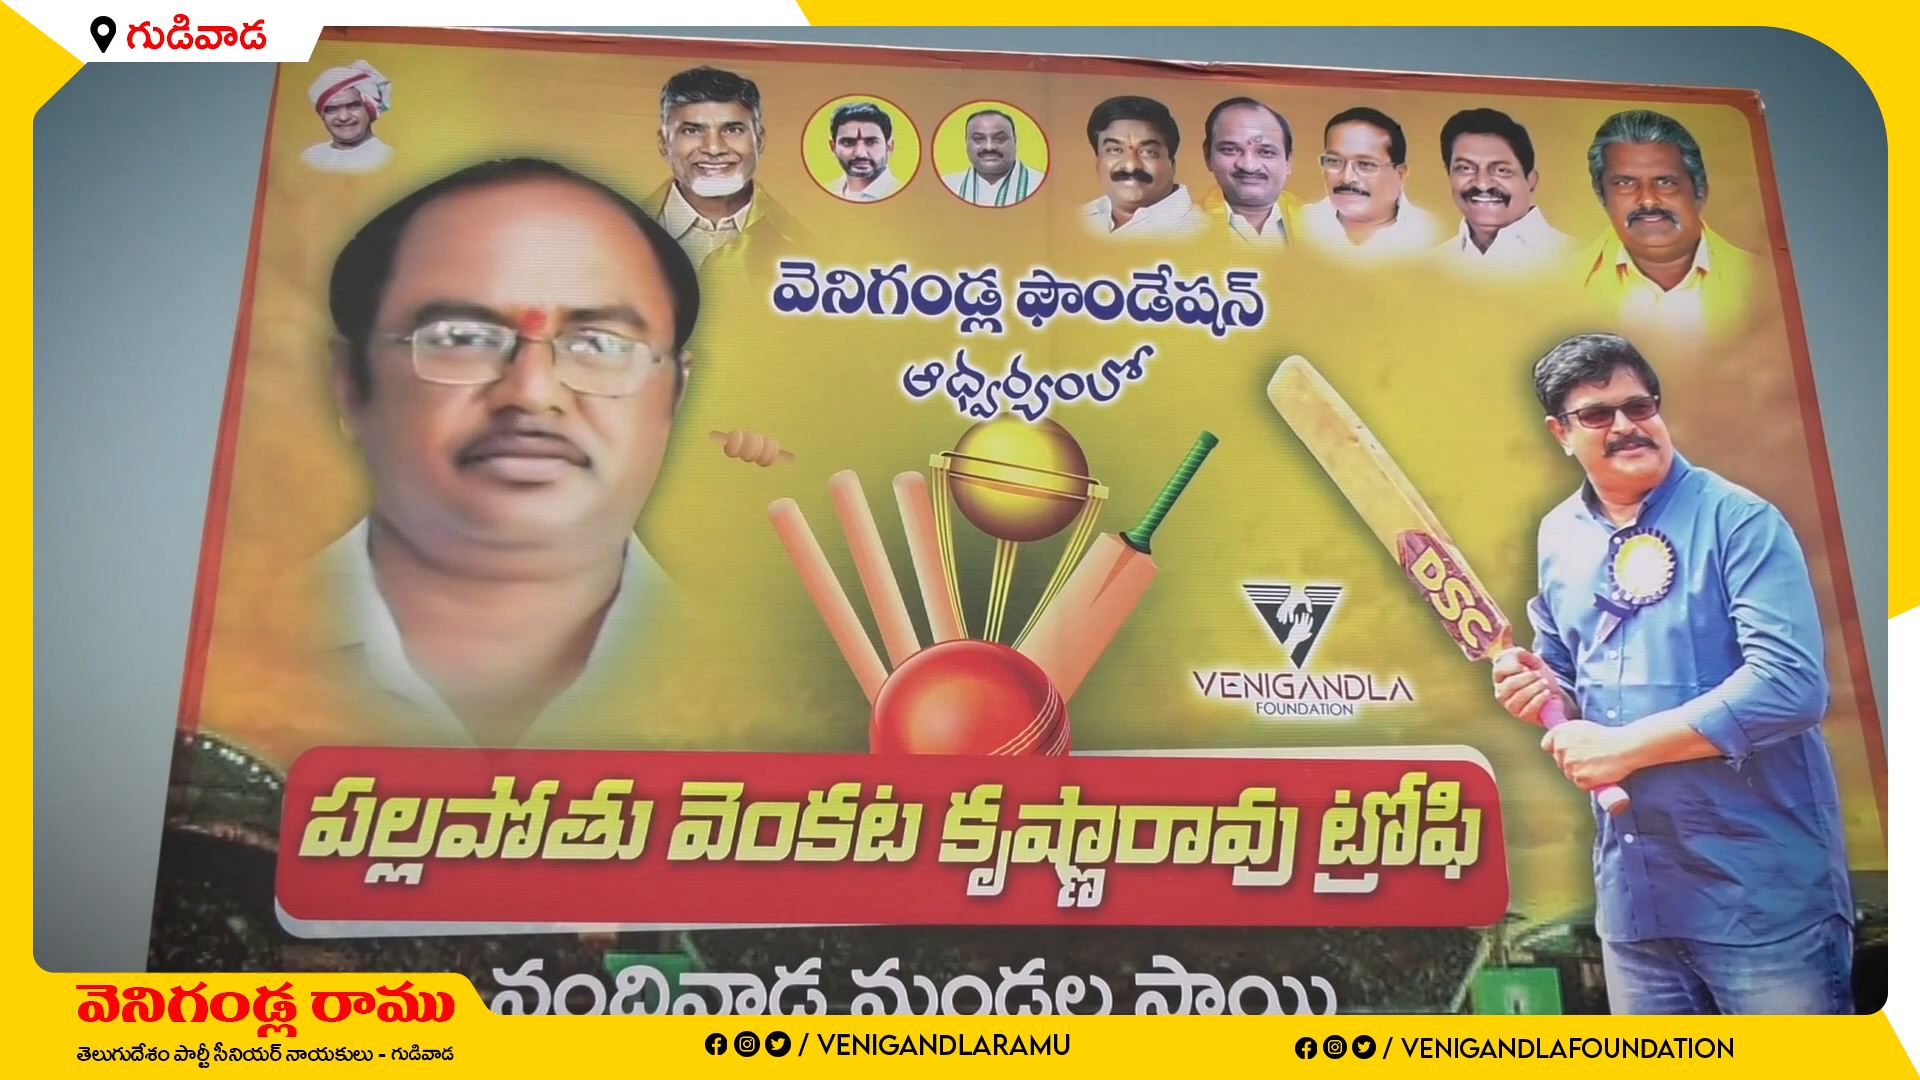 గుడివాడ
వెనిగండ్ల ఫౌండేషన్
ఆధ్వర్యంలో
DSC
VENIGANDLA
FOUNDATION
పల్లపోతు వెంకట కృష్ణారావు ట్రోఫి
నందివాడ మండల స్థాయి
వెనిగండ్ల రాము
తెలుగుదేశం పార్టీ సీనియర్ నాయకులు - గుడివాడ
/ VENIGANDLARAMU
/ VENIGANDLAFOUNDATION